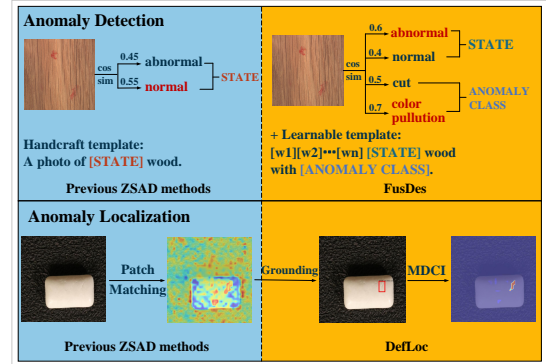 Anomaly Detection
cos
sim
0.45
abnormal
0.55
normal
[STATE]
Handcraft template:
A photo of [STATE] wood.
Previous ZSAD methods
cos
sim
0.6
abnormal
0.4
normal
[STATE]
0.5
cut
0.7
color
pullution
[ANOMALY
CLASS]
+ Learnable template:
[w1][w2]•••[wn] [STATE] wood
with [ANOMALY CLASS].
FusDes
Anomaly Localization
Patch
Matching
Previous ZSAD methods
Grounding
MDCI
DefLoc